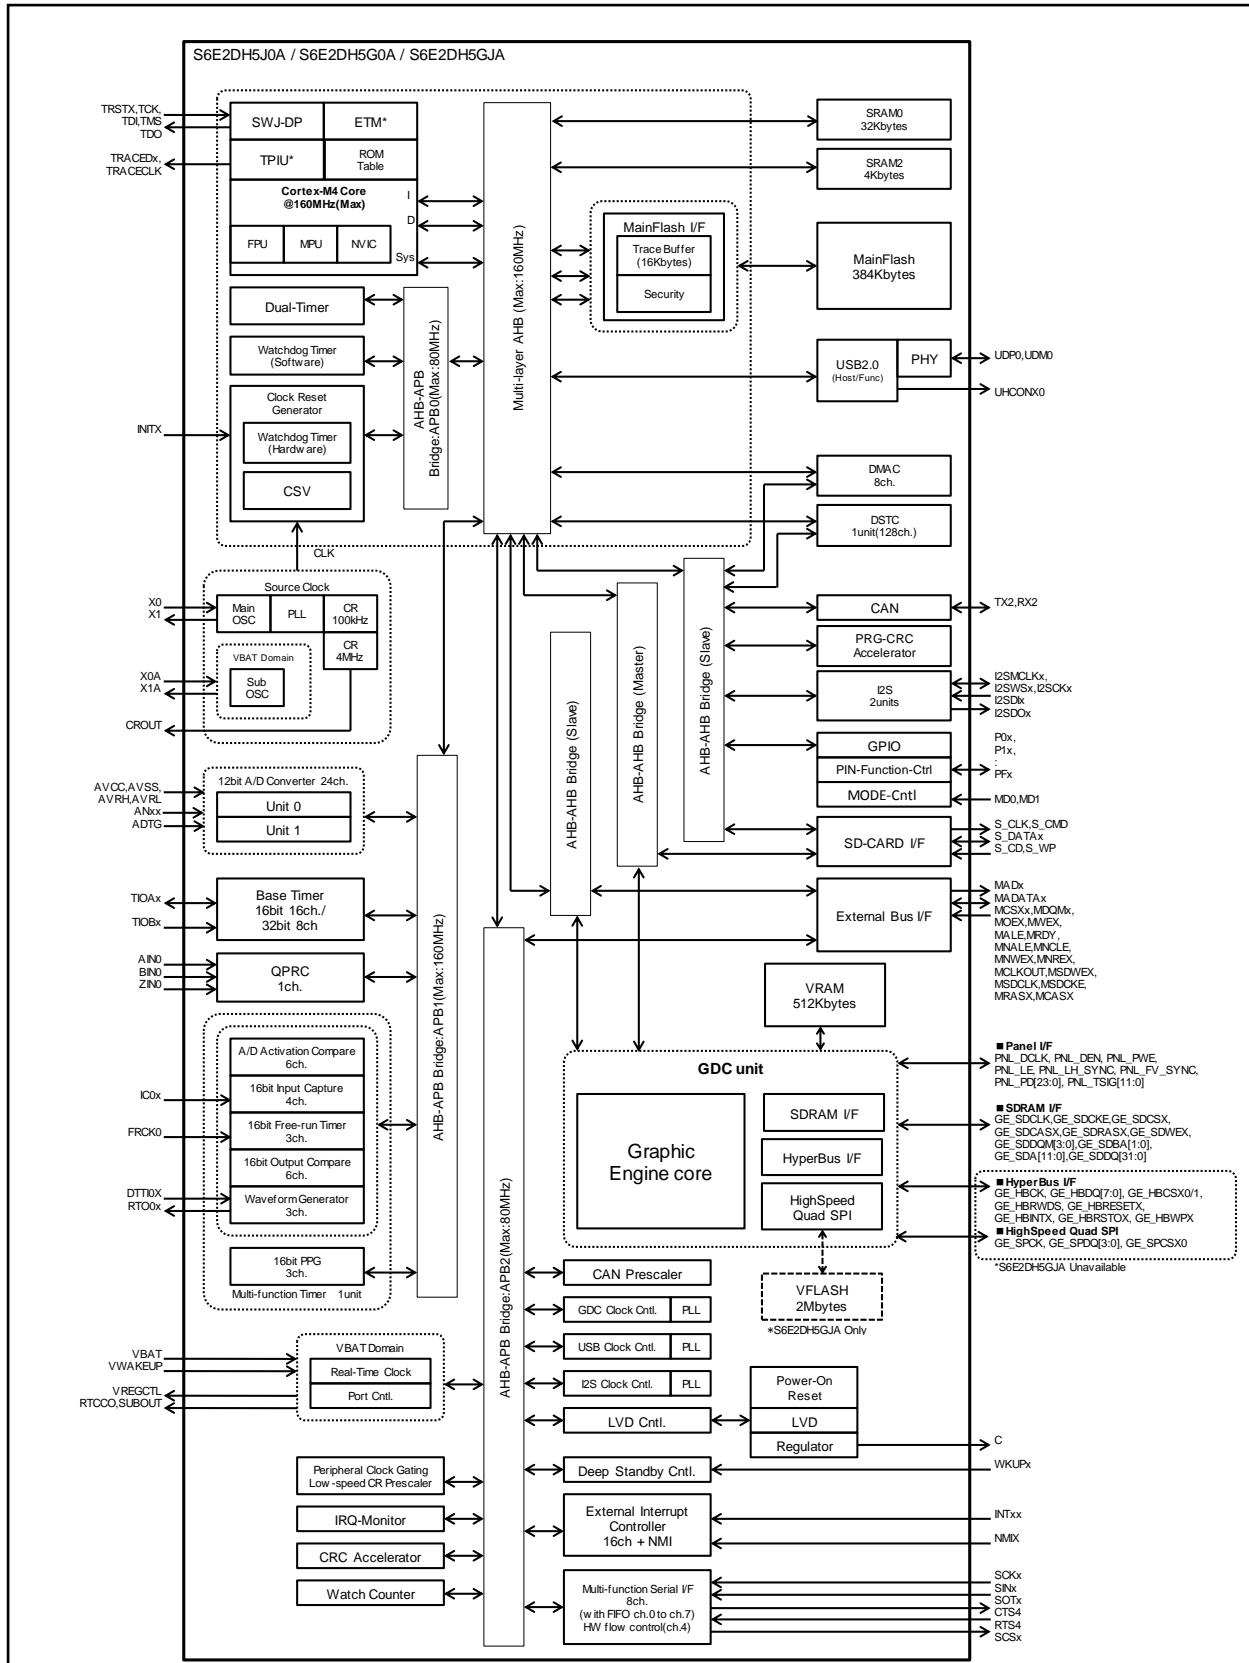 S6E2DH5J0A / S6E2DH5G0A / S6E2DH5GJA
TRSTX,TCK,
TDI,TMS
TDO
TRACEDx,
TRACECLK
SWJ-DP
ETM*
TPIU*
ROM
Table
Cortex-M4 Core
@160MHz(Max)
I
D
Sys
FPU
MPU
NVIC
Dual-Timer
Watchdog Timer
(Software)
Clock Reset
Generator
Watchdog Timer
(Hardware)
CSV
INITX
CLK
AHB-APB
Bridge:APB0(Max:80MHz)
Multi-layer AHB (Max:160MHz)
MainFlash I/F
Trace Buffer
(16Kbytes)
Security
SRAM0
32Kbytes
SRAM2
4Kbytes
MainFlash
384Kbytes
USB2.0
(Host/Func)
PHY
UDP0,UDM0
UHCONX0
DMAC
8ch.
DSTC
1unit(128ch.)
Source Clock
X0
X1
Main
OSC
PLL
CR
100kHz
CR
4MHz
VBAT Domain
Sub
OSC
X0A
X1A
CROUT
AHB-AHB Bridge (Slave)
AHB-AHB Bridge (Master)
AHB-AHB Bridge (Slave)
CAN
TX2,RX2
PRG-CRC
Accelerator
I2S
2units
I2SMCLKx,
I2SWSx,I2SCKx
I2SDIx
I2SDOx
GPIO
PIN-Function-Ctrl
MODE-Cntl
P0x,
P1x,
:
PFx
MD0,MD1
SD-CARD I/F
S_CLK,S_CMD
S_DATAx
S_CD,S_WP
External Bus I/F
MADx
MADATAx
MCSXx,MDQMx,
MOEX,MWEX,
MALE,MRDY,
MNALE,MNCLE,
MNWEX,MNREX,
MCLKOUT,MSDWEX,
MSDCLK,MSDCKE,
MRASX,MCASX
12bit A/D Converter 24ch.
Unit 0
Unit 1
AVCC,AVSS,
AVRH,AVRL
ANxx
ADTG
Base Timer
16bit 16ch./
32bit 8ch
TIOAx
TIOBx
QPRC
1ch.
AIN0
BIN0
ZIN0
AHB-APB Bridge:APB1(Max:160MHz)
AHB-APB Bridge:APB2(Max:80MHz)
A/D Activation Compare
6ch.
16bit Input Capture
4ch.
16bit Free-run Timer
3ch.
16bit Output Compare
6ch.
Waveform Generator
3ch.
16bit PPG
3ch.
Multi-function Timer 1unit
IC0x
FRCK0
DTTI0X
RTO0x
VRAM
512Kbytes
GDC unit
Graphic
Engine core
SDRAM I/F
HyperBus I/F
HighSpeed
Quad SPI
VFLASH
2Mbytes
*S6E2DH5GJA Only
■ Panel I/F
PNL_DCLK, PNL_DEN, PNL_PWE,
PNL_LE, PNL_LH_SYNC, PNL_FV_SYNC,
PNL_PD[23:0], PNL_TSIG[11:0]
■ SDRAM I/F
GE_SDCLK,GE_SDCKE,GE_SDCSX,
GE_SDCASX,GE_SDRASX,GE_SDWEX,
GE_SDDQM[3:0],GE_SDBA[1:0],
GE_SDA[11:0],GE_SDDQ[31:0]
■ HyperBus I/F
GE_HBCK, GE_HBDQ[7:0], GE_HBCSX0/1,
GE_HBRWDS, GE_HBRESETX,
GE_HBINTX, GE_HBRSTOX, GE_HBWPX
■ HighSpeed Quad SPI
GE_SPCK, GE_SPDQ[3:0], GE_SPCSX0
*S6E2DH5GJA Unavailable
CAN Prescaler
GDC Clock Cntl.
PLL
USB Clock Cntl.
PLL
I2S Clock Cntl.
PLL
LVD Cntl.
Power-On
Reset
LVD
Regulator
C
Deep Standby Cntl.
WKUPx
External Interrupt
Controller
16ch + NMI
INTxx
NMIX
Multi-function Serial I/F
8ch.
(with FIFO ch.0 to ch.7)
HW flow control(ch.4)
SCKx
SINx
SOTx
CTS4
RTS4
SCSx
VBAT
VWAKEUP
VREGCTL
RTCCO,SUBOUT
VBAT Domain
Real-Time Clock
Port Cntl.
Peripheral Clock Gating
Low-speed CR Prescaler
IRQ-Monitor
CRC Accelerator
Watch Counter